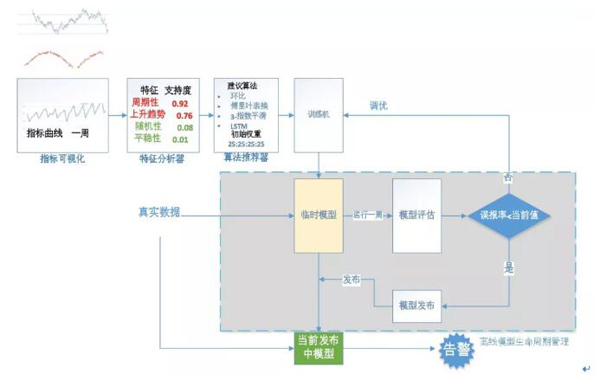 特征 支持度
周期性 0.92
上升趋势 0.76
随机性 0.08
平稳性 0.01
建议算法
环比
傅里叶表换
3-指数平滑
LSTM
初始权重
25:25:25:25
训练机
调优
指标曲线 一周
指标可视化
特征分析器
算法推荐器
否
真实数据
临时模型
运行一周
模型评估
误报率<当前值
是
发布
模型发布
当前发布
中模型
告警
离线模型生命周期管理